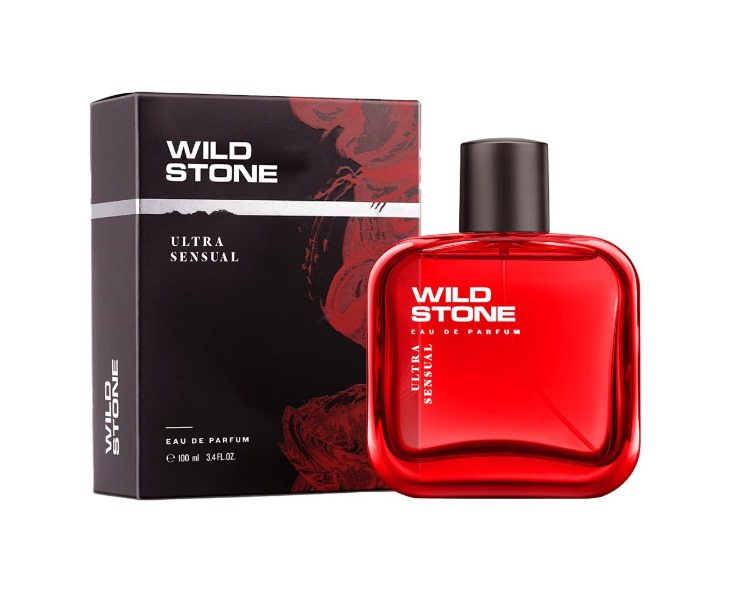 WILD
STONE
ULTRA
SENSUAL
EAU DE PARFUM
℮ 100 ml 3.4 FL.OZ.
WILD
STONE
WILD
STONE
EAU DE PARFUM
ULTRA
SENSUAL